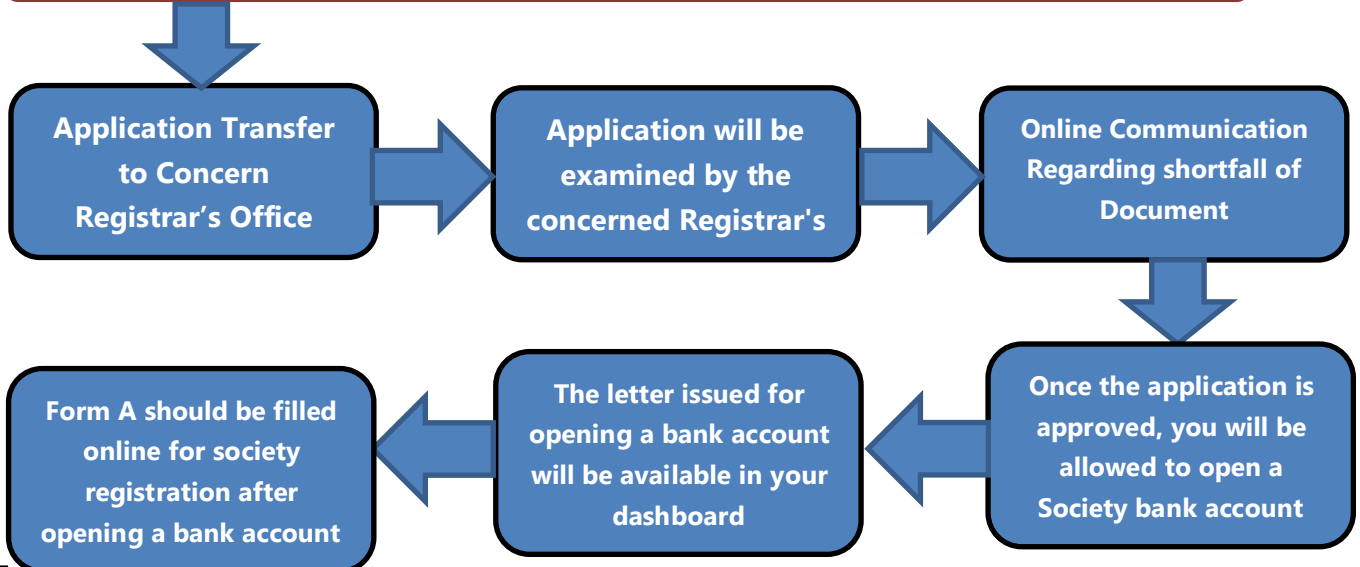 Application Transfer
to Concern
Registrar’s Office
Application will be
examined by the
concerned Registrar's
Online Communication
Regarding shortfall of
Document
Once the application is
approved, you will be
allowed to open a
Society bank account
The letter issued for
opening a bank account
will be available in your
dashboard
Form A should be filled
online for society
registration after
opening a bank account